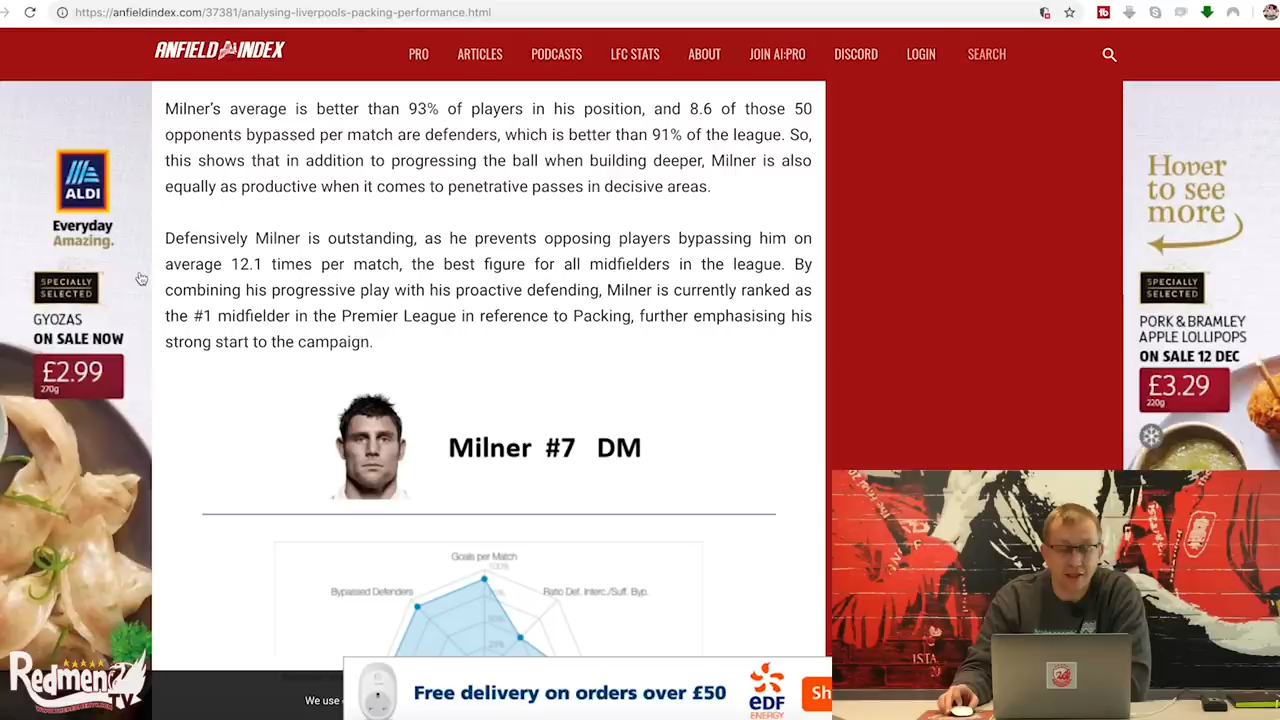 https://anfieldindex.com/37381/analysing-liverpools-packing-performance.html
ANFIELD INDEX
PRO ARTICLES PODCASTS LFC STATS ABOUT JOIN AI:PRO DISCORD LOGIN SEARCH
Milner's average is better than 93% of players in his position, and 8.6 of those 50
opponents bypassed per match are defenders, which is better than 91% of the league. So,
this shows that in addition to progressing the ball when building deeper, Milner is also
equally as productive when it comes to penetrative passes in decisive areas.
Defensively Milner is outstanding, as he prevents opposing players bypassing him on
average 12.1 times per match, the best figure for all midfielders in the league. By
combining his progressive play with his proactive defending, Milner is currently ranked as
the #1 midfielder in the Premier League in reference to Packing, further emphasising his
strong start to the campaign.
Milner #7 DM
Goals per Match
100%
Bypassed Defenders
Ratio Def. Interc./Suff. Byp.
ALDI
Everyday
Amazing.
SPECIALLY
SELECTED
GYOZAS
ON SALE NOW
£2.99
270g
Hover
to see
more
SPECIALLY
SELECTED
PORK & BRAMLEY
APPLE LOLLIPOPS
ON SALE 12 DEC
£3.29
220g
Redmen TV
We use
Free delivery on orders over £50
eDF
ENERGY
Sh
ISTA